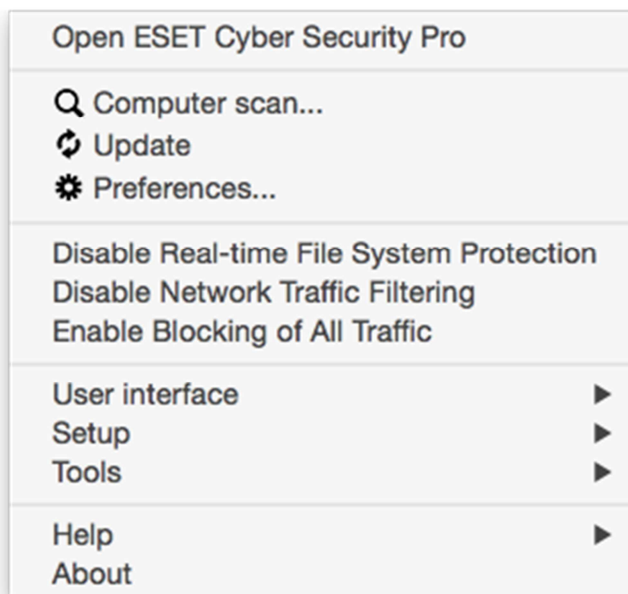 Open ESET Cyber Security Pro
Computer scan...
Update
Preferences...
Disable Real-time File System Protection
Disable Network Traffic Filtering
Enable Blocking of All Traffic
User interface
Setup
Tools
Help
About